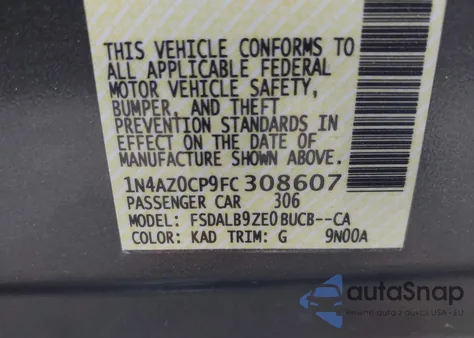 THIS VEHICLE CONFORMS TO
ALL APPLICABLE FEDERAL
MOTOR VEHICLE SAFETY,
BUMPER, AND THEFT
PREVENTION STANDARDS IN
EFFECT ON THE DATE OF
MANUFACTURE SHOWN ABOVE.
1N4AZ0CP9FC308607
PASSENGER CAR 306
MODEL: FSDALB9ZE0BUCB--CA
COLOR: KAD TRIM: G 9N00A
autoSnap